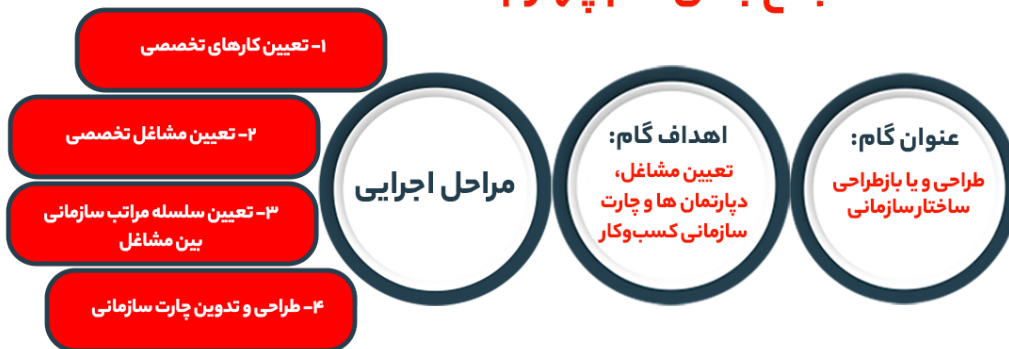 عنوان گام:
طراحی و یا بازطراحی
ساختار سازمانی
اهداف گام:
تعیین مشاغل،
دپارتمان ها و چارت
سازمانی کسب‌وکار
مراحل اجرایی
۱- تعیین کارهای تخصصی
۲- تعیین مشاغل تخصصی
۳- تعیین سلسله مراتب سازمانی
بین مشاغل
۴- طراحی و تدوین چارت سازمانی